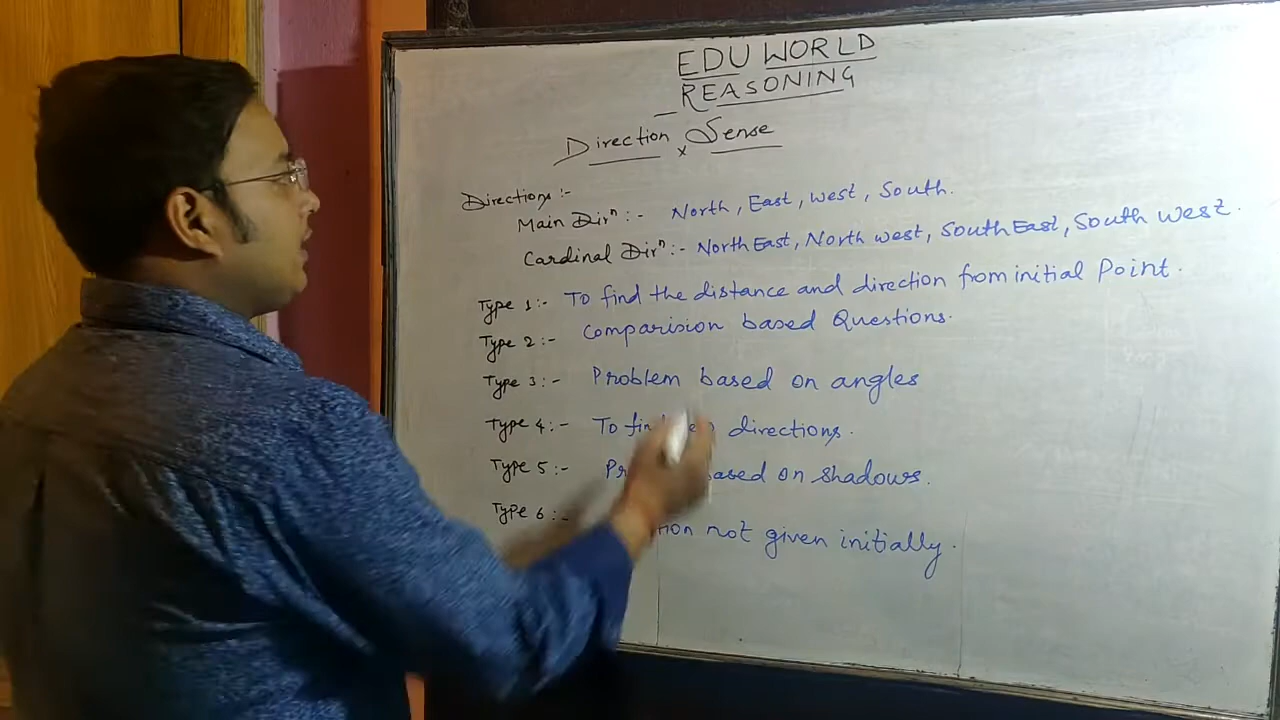 EDU WORLD
REASONING
Direction Sense
Directions :-
Main Dirⁿ :- North, East, West, South.
Cardinal Dirⁿ :- North East, North west, South East, South West.
Type 1 :- To find the distance and direction from initial Point.
Type 2 :- Comparision based Questions.
Type 3 :- Problem based on angles
Type 4 :- To find directions.
Type 5 :- based on shadows.
Type 6 :- not given initially.